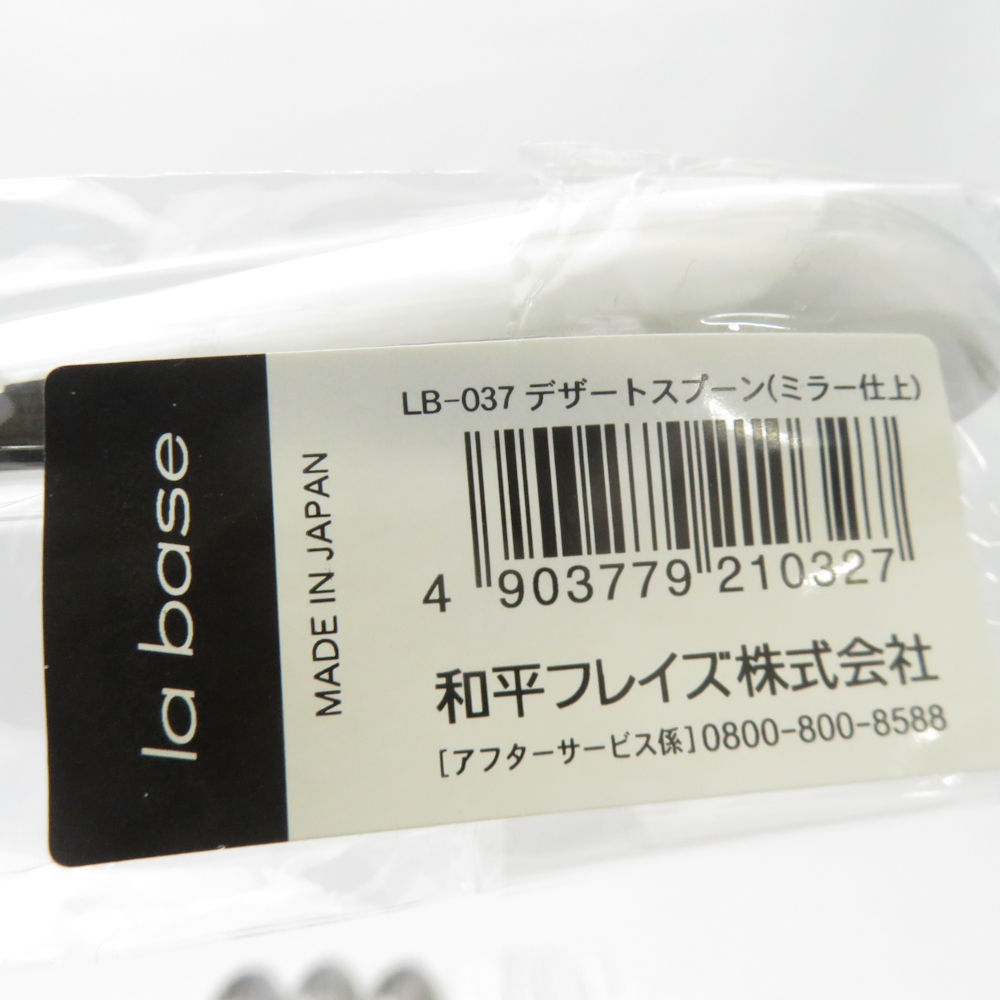 la base
MADE IN JAPAN
LB-037 デザートスプーン(ミラー仕上)
4 903779 210327
和平フレイズ株式会社
[アフターサービス係]0800-800-8588